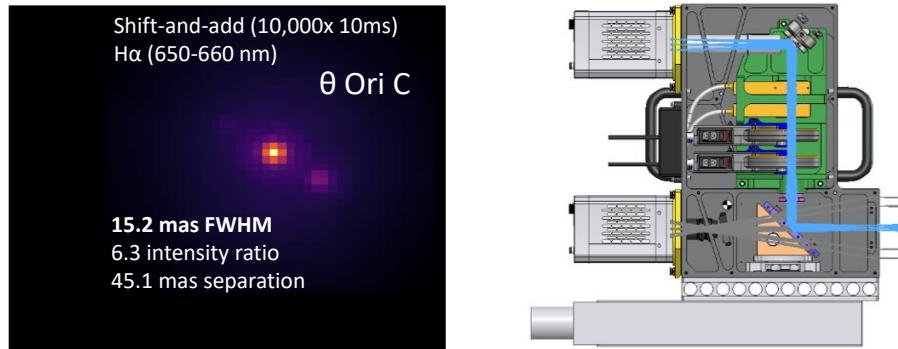 Shift-and-add (10,000x 10ms)
Hα (650-660 nm)
θ Ori C
15.2 mas FWHM
6.3 intensity ratio
45.1 mas separation